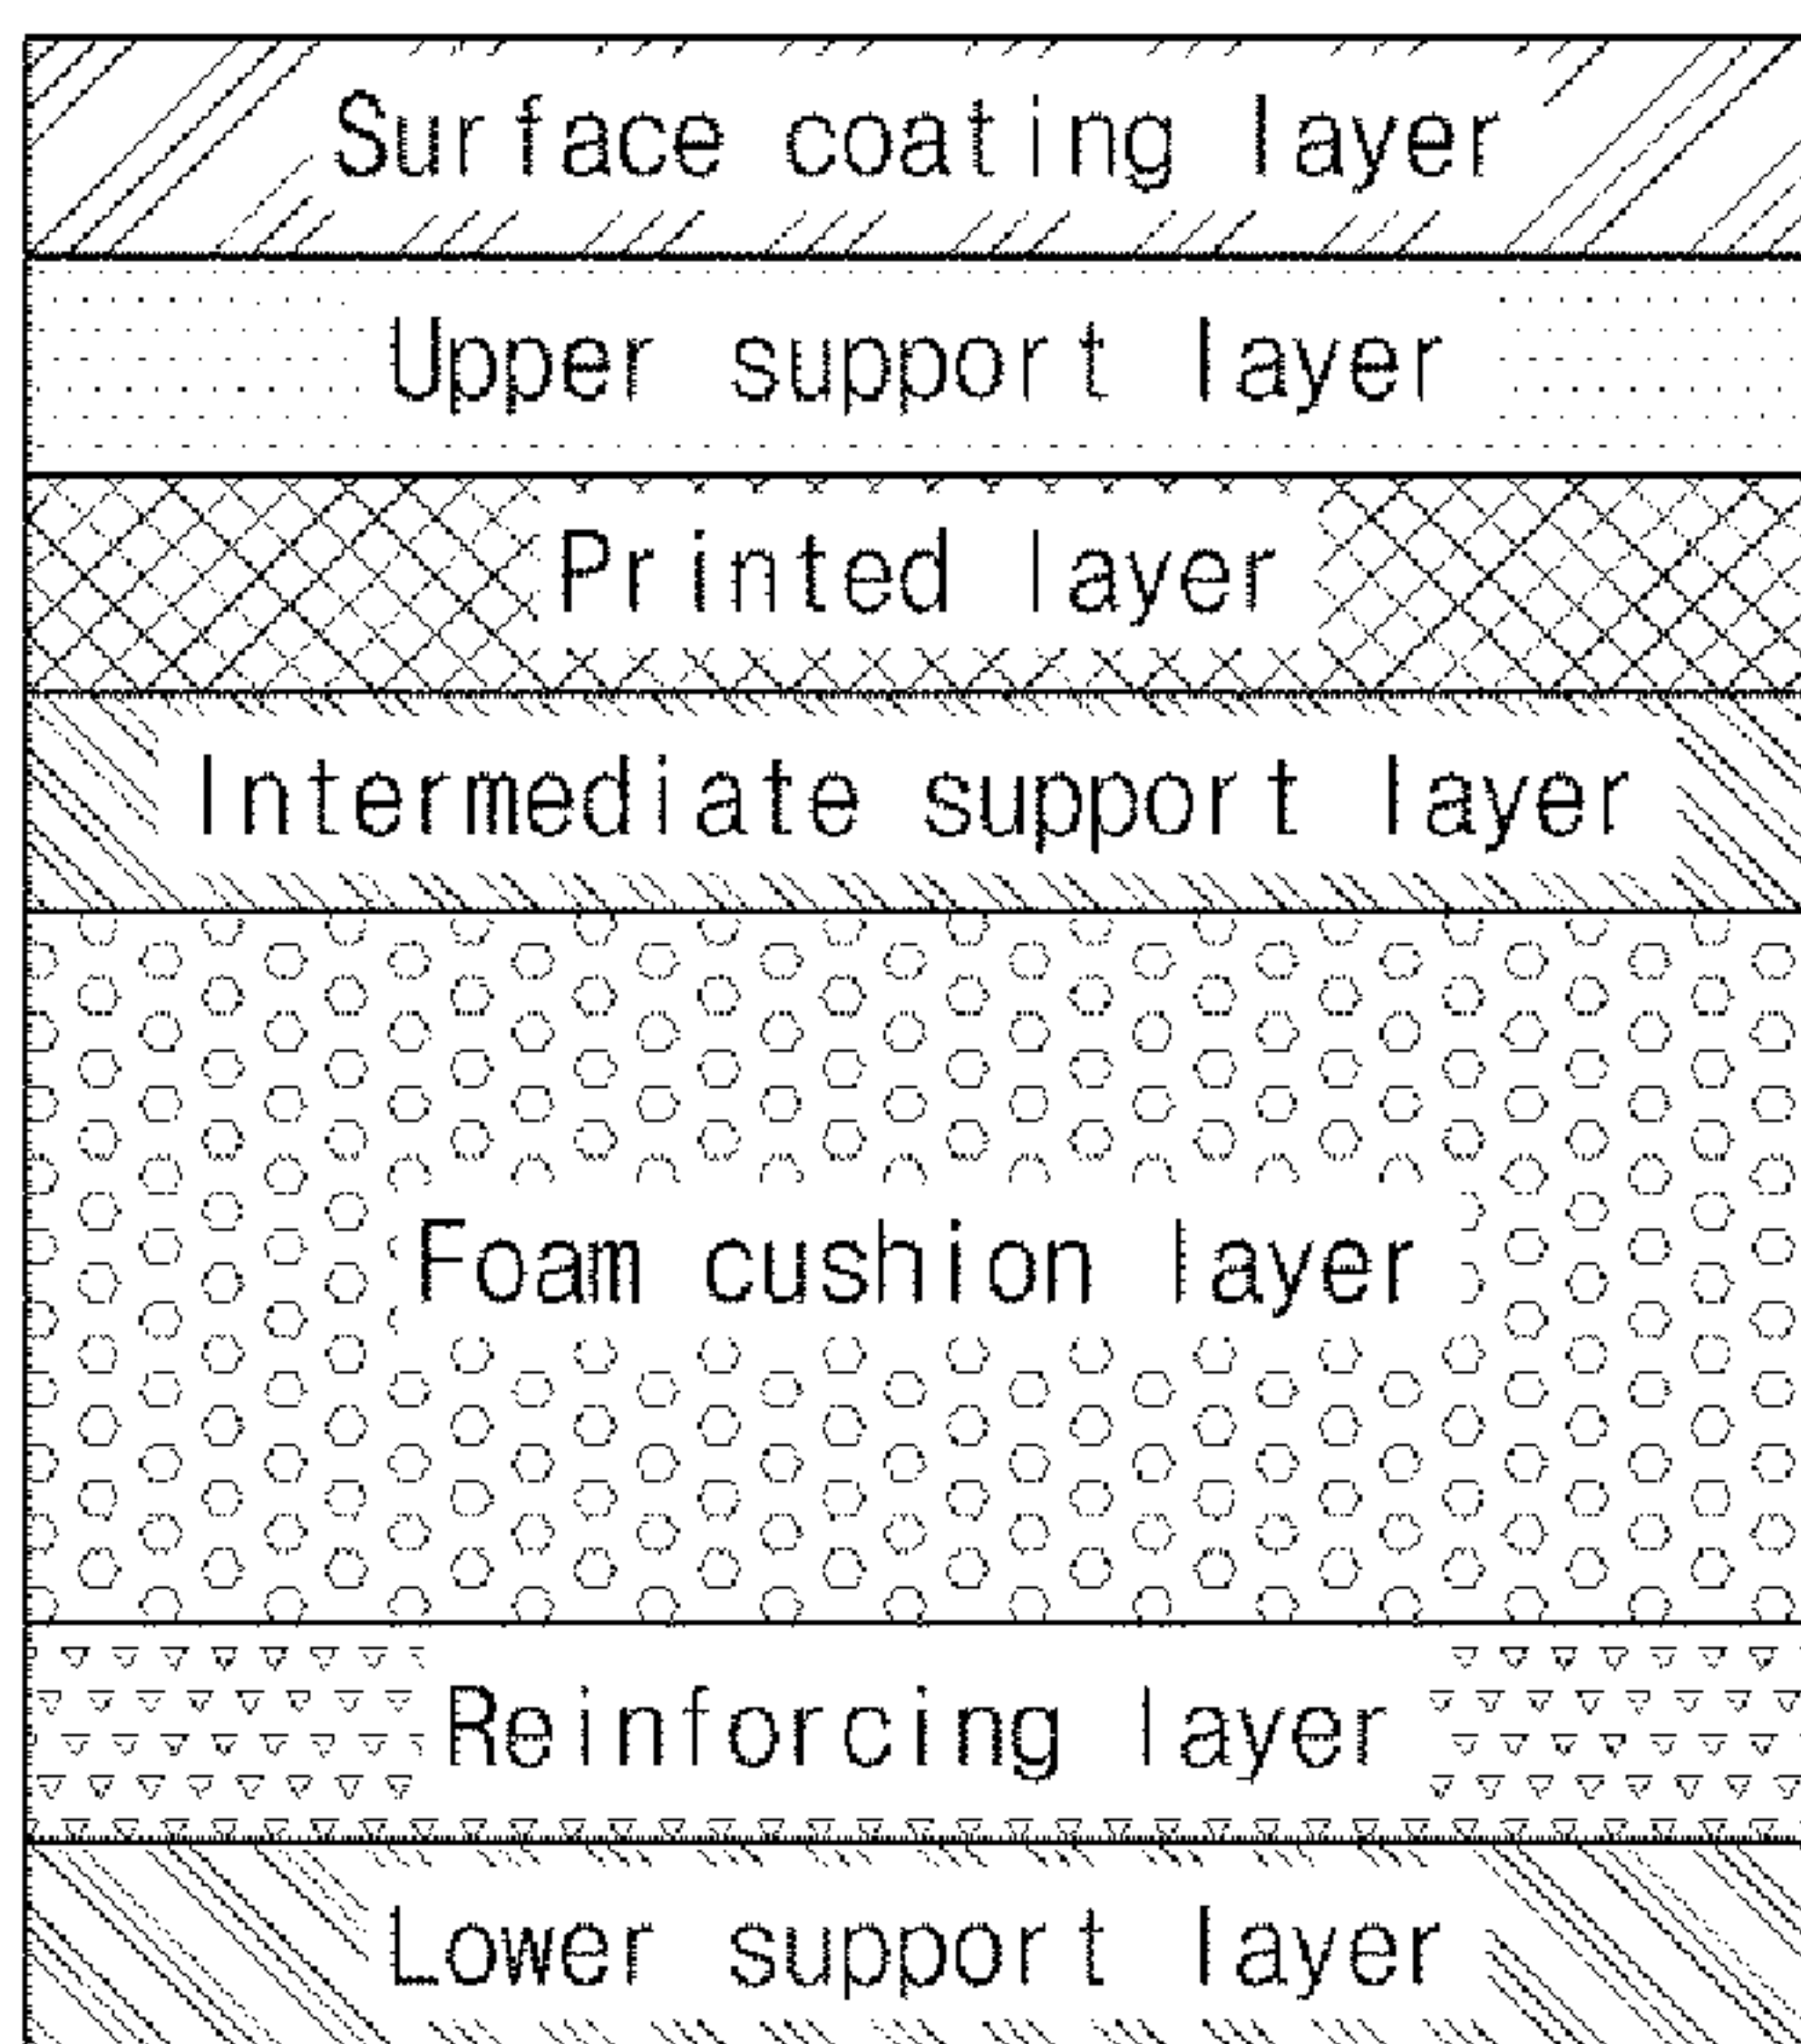 Surface coating layer
Upper support layer
Printed layer
Intermediate support layer
Foam cushion layer
Reinforcing layer
Lower support layer